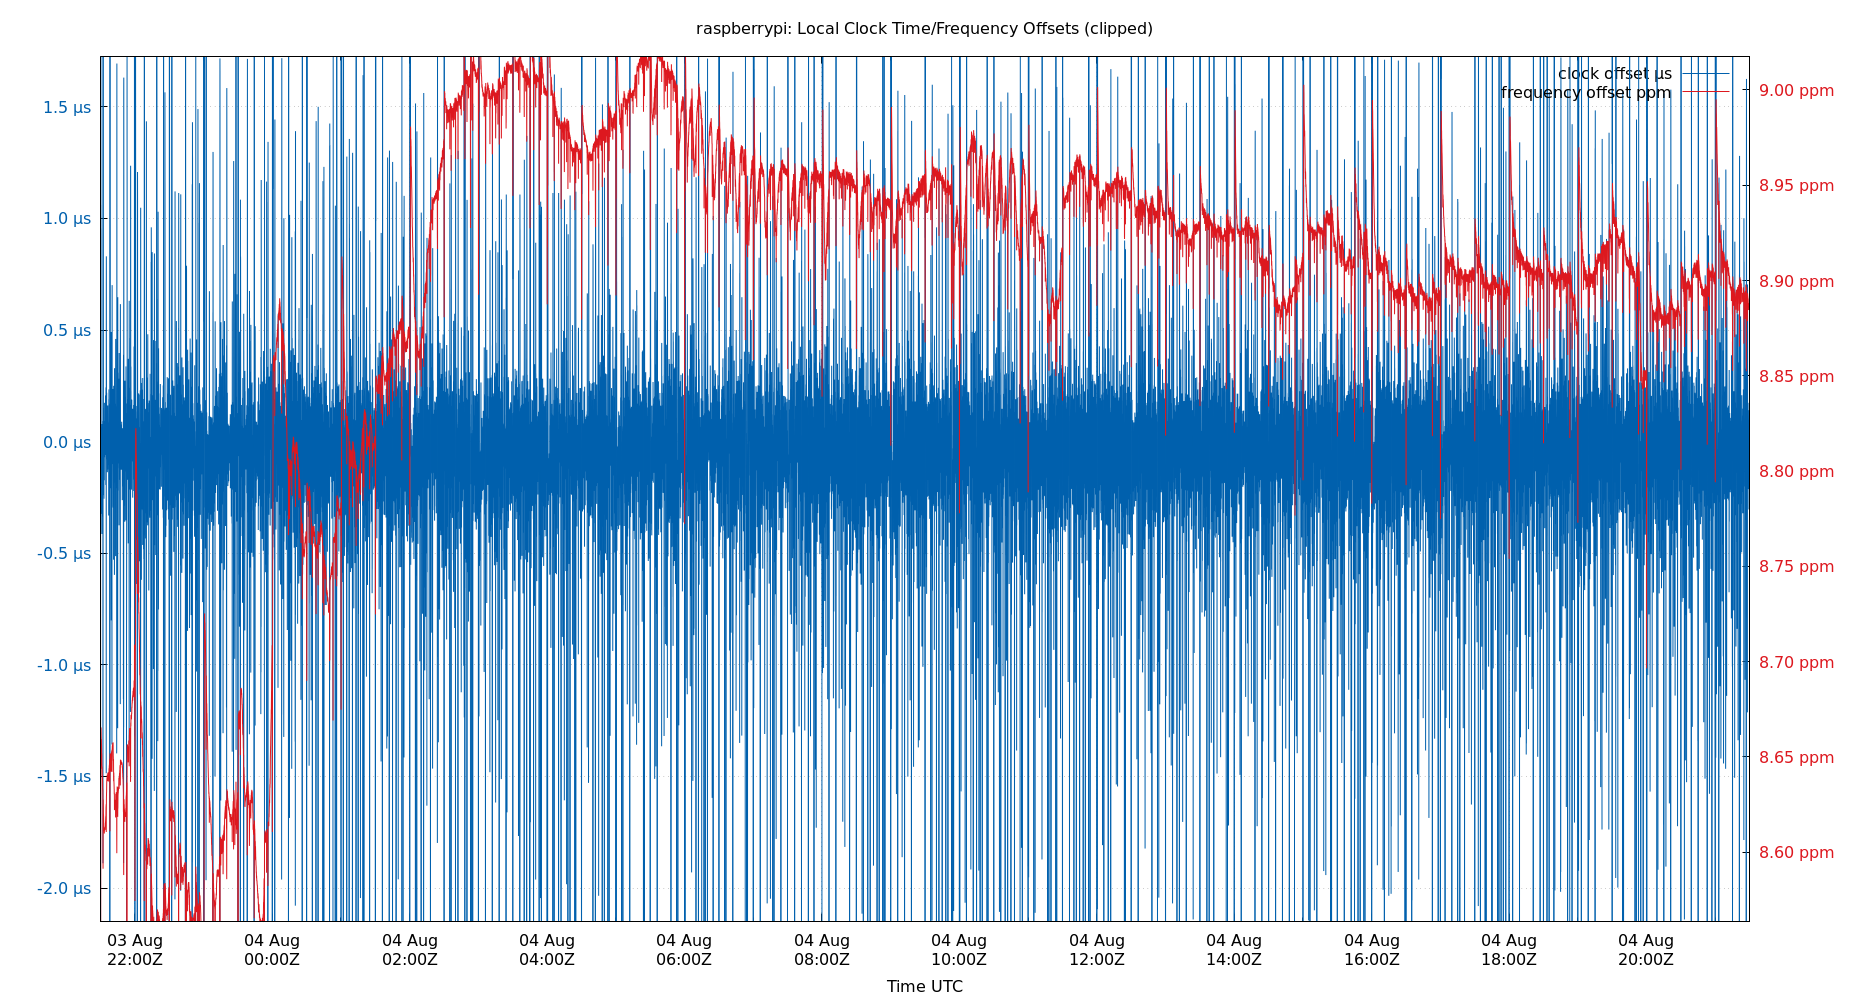 raspberrypi: Local Clock Time/Frequency Offsets (clipped)
clock offset µs
frequency offset ppm
1.5 µs
1.0 µs
0.5 µs
0.0 µs
-0.5 µs
-1.0 µs
-1.5 µs
-2.0 µs
9.00 ppm
8.95 ppm
8.90 ppm
8.85 ppm
8.80 ppm
8.75 ppm
8.70 ppm
8.65 ppm
8.60 ppm
03 Aug 04 Aug 04 Aug 04 Aug 04 Aug 04 Aug 04 Aug 04 Aug 04 Aug 04 Aug 04 Aug 04 Aug
22:00Z 00:00Z 02:00Z 04:00Z 06:00Z 08:00Z 10:00Z 12:00Z 14:00Z 16:00Z 18:00Z 20:00Z
Time UTC